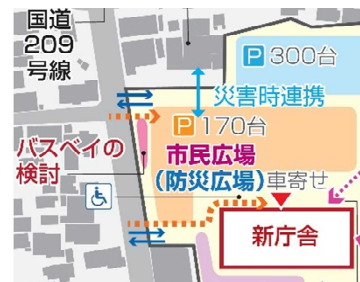 国道
209
号線
P 300台
災害時連携
P 170台
バスベイの
検討
市民広場
(防災広場)
車寄せ
新庁舎